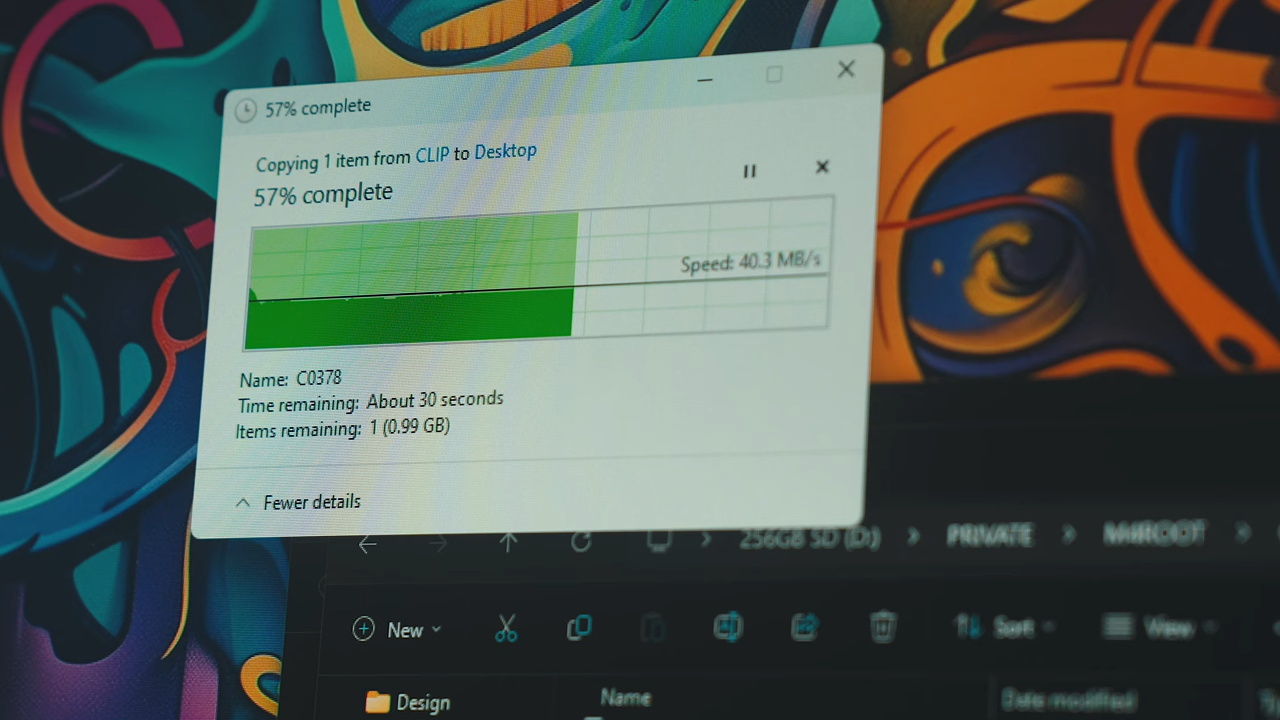 57% complete
Copying 1 item from CLIP to Desktop
57% complete
Speed: 40.3 MB/s
Name: C0378
Time remaining: About 30 seconds
Items remaining: 1 (0.99 GB)
Fewer details
256GB SD (D:) > PRIVATE > M4ROOT >
New Sort View
Design Name Date modified